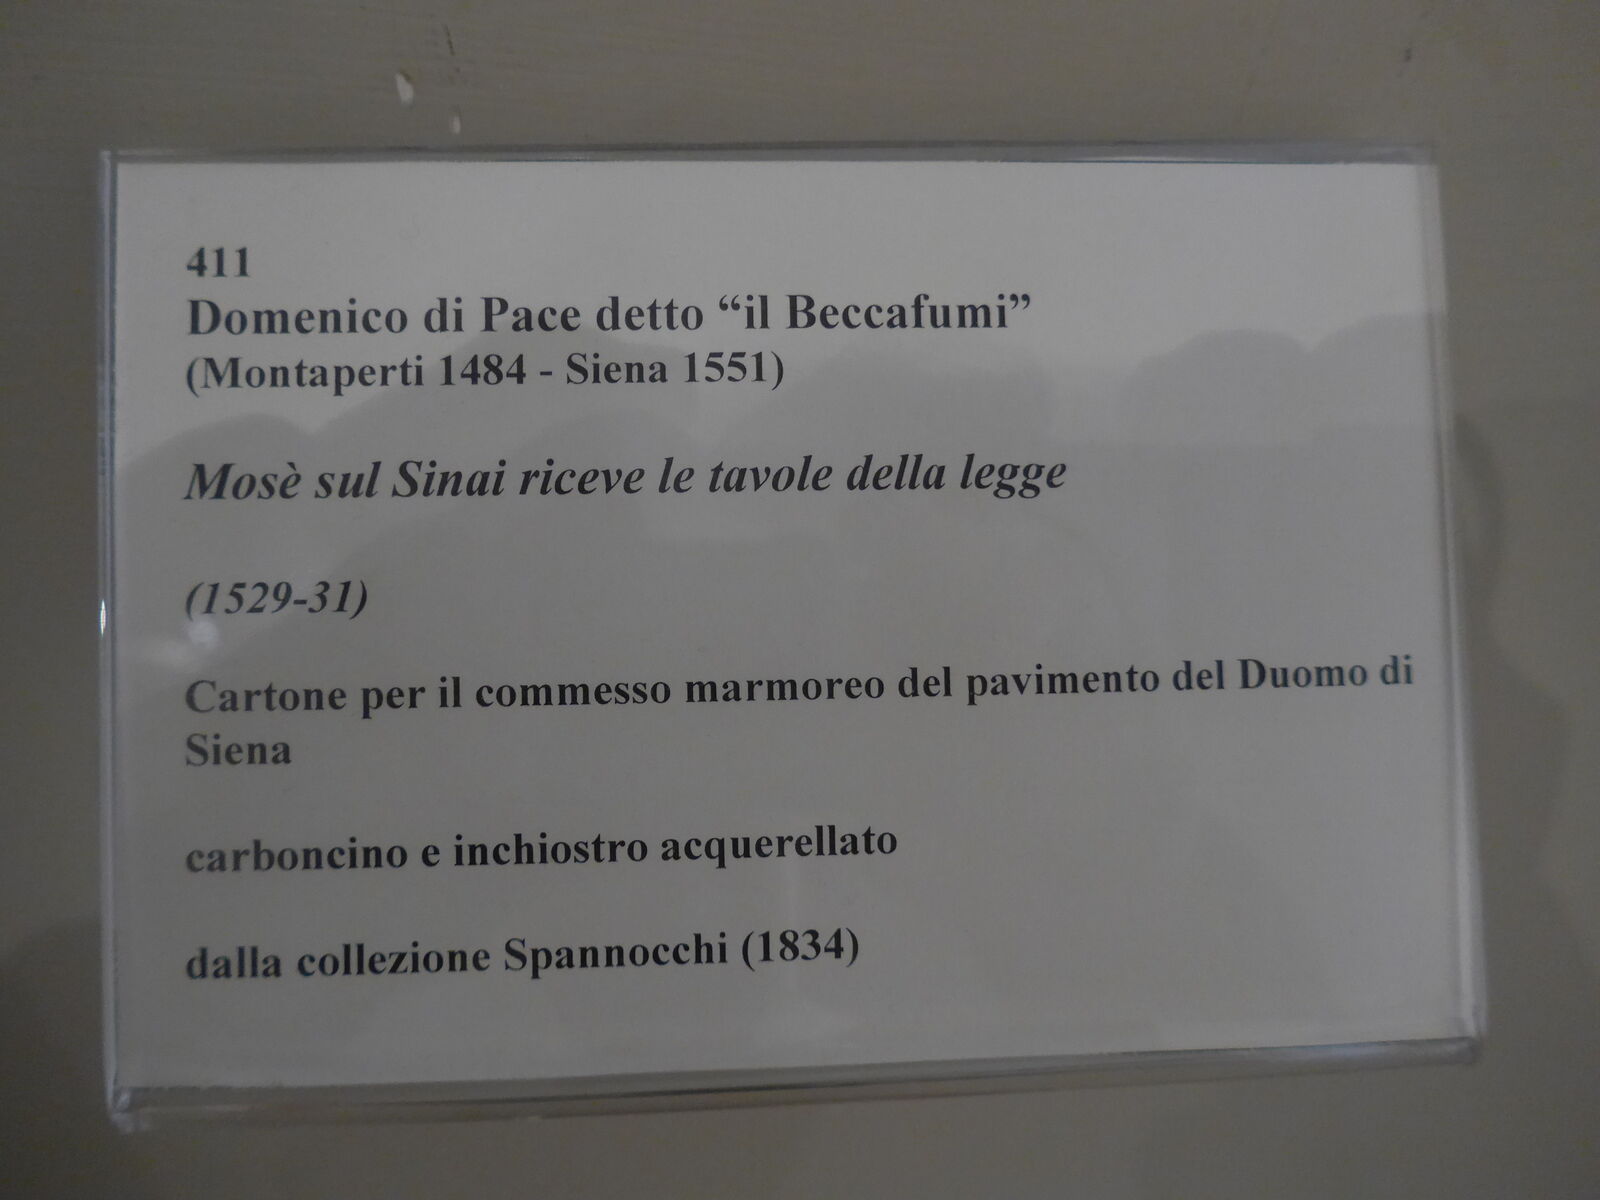 411
Domenico di Pace detto “il Beccafumi”
(Montaperti 1484 - Siena 1551)
Mosè sul Sinai riceve le tavole della legge
(1529-31)
Cartone per il commesso marmoreo del pavimento del Duomo di
Siena
carboncino e inchiostro acquerellato
dalla collezione Spannocchi (1834)